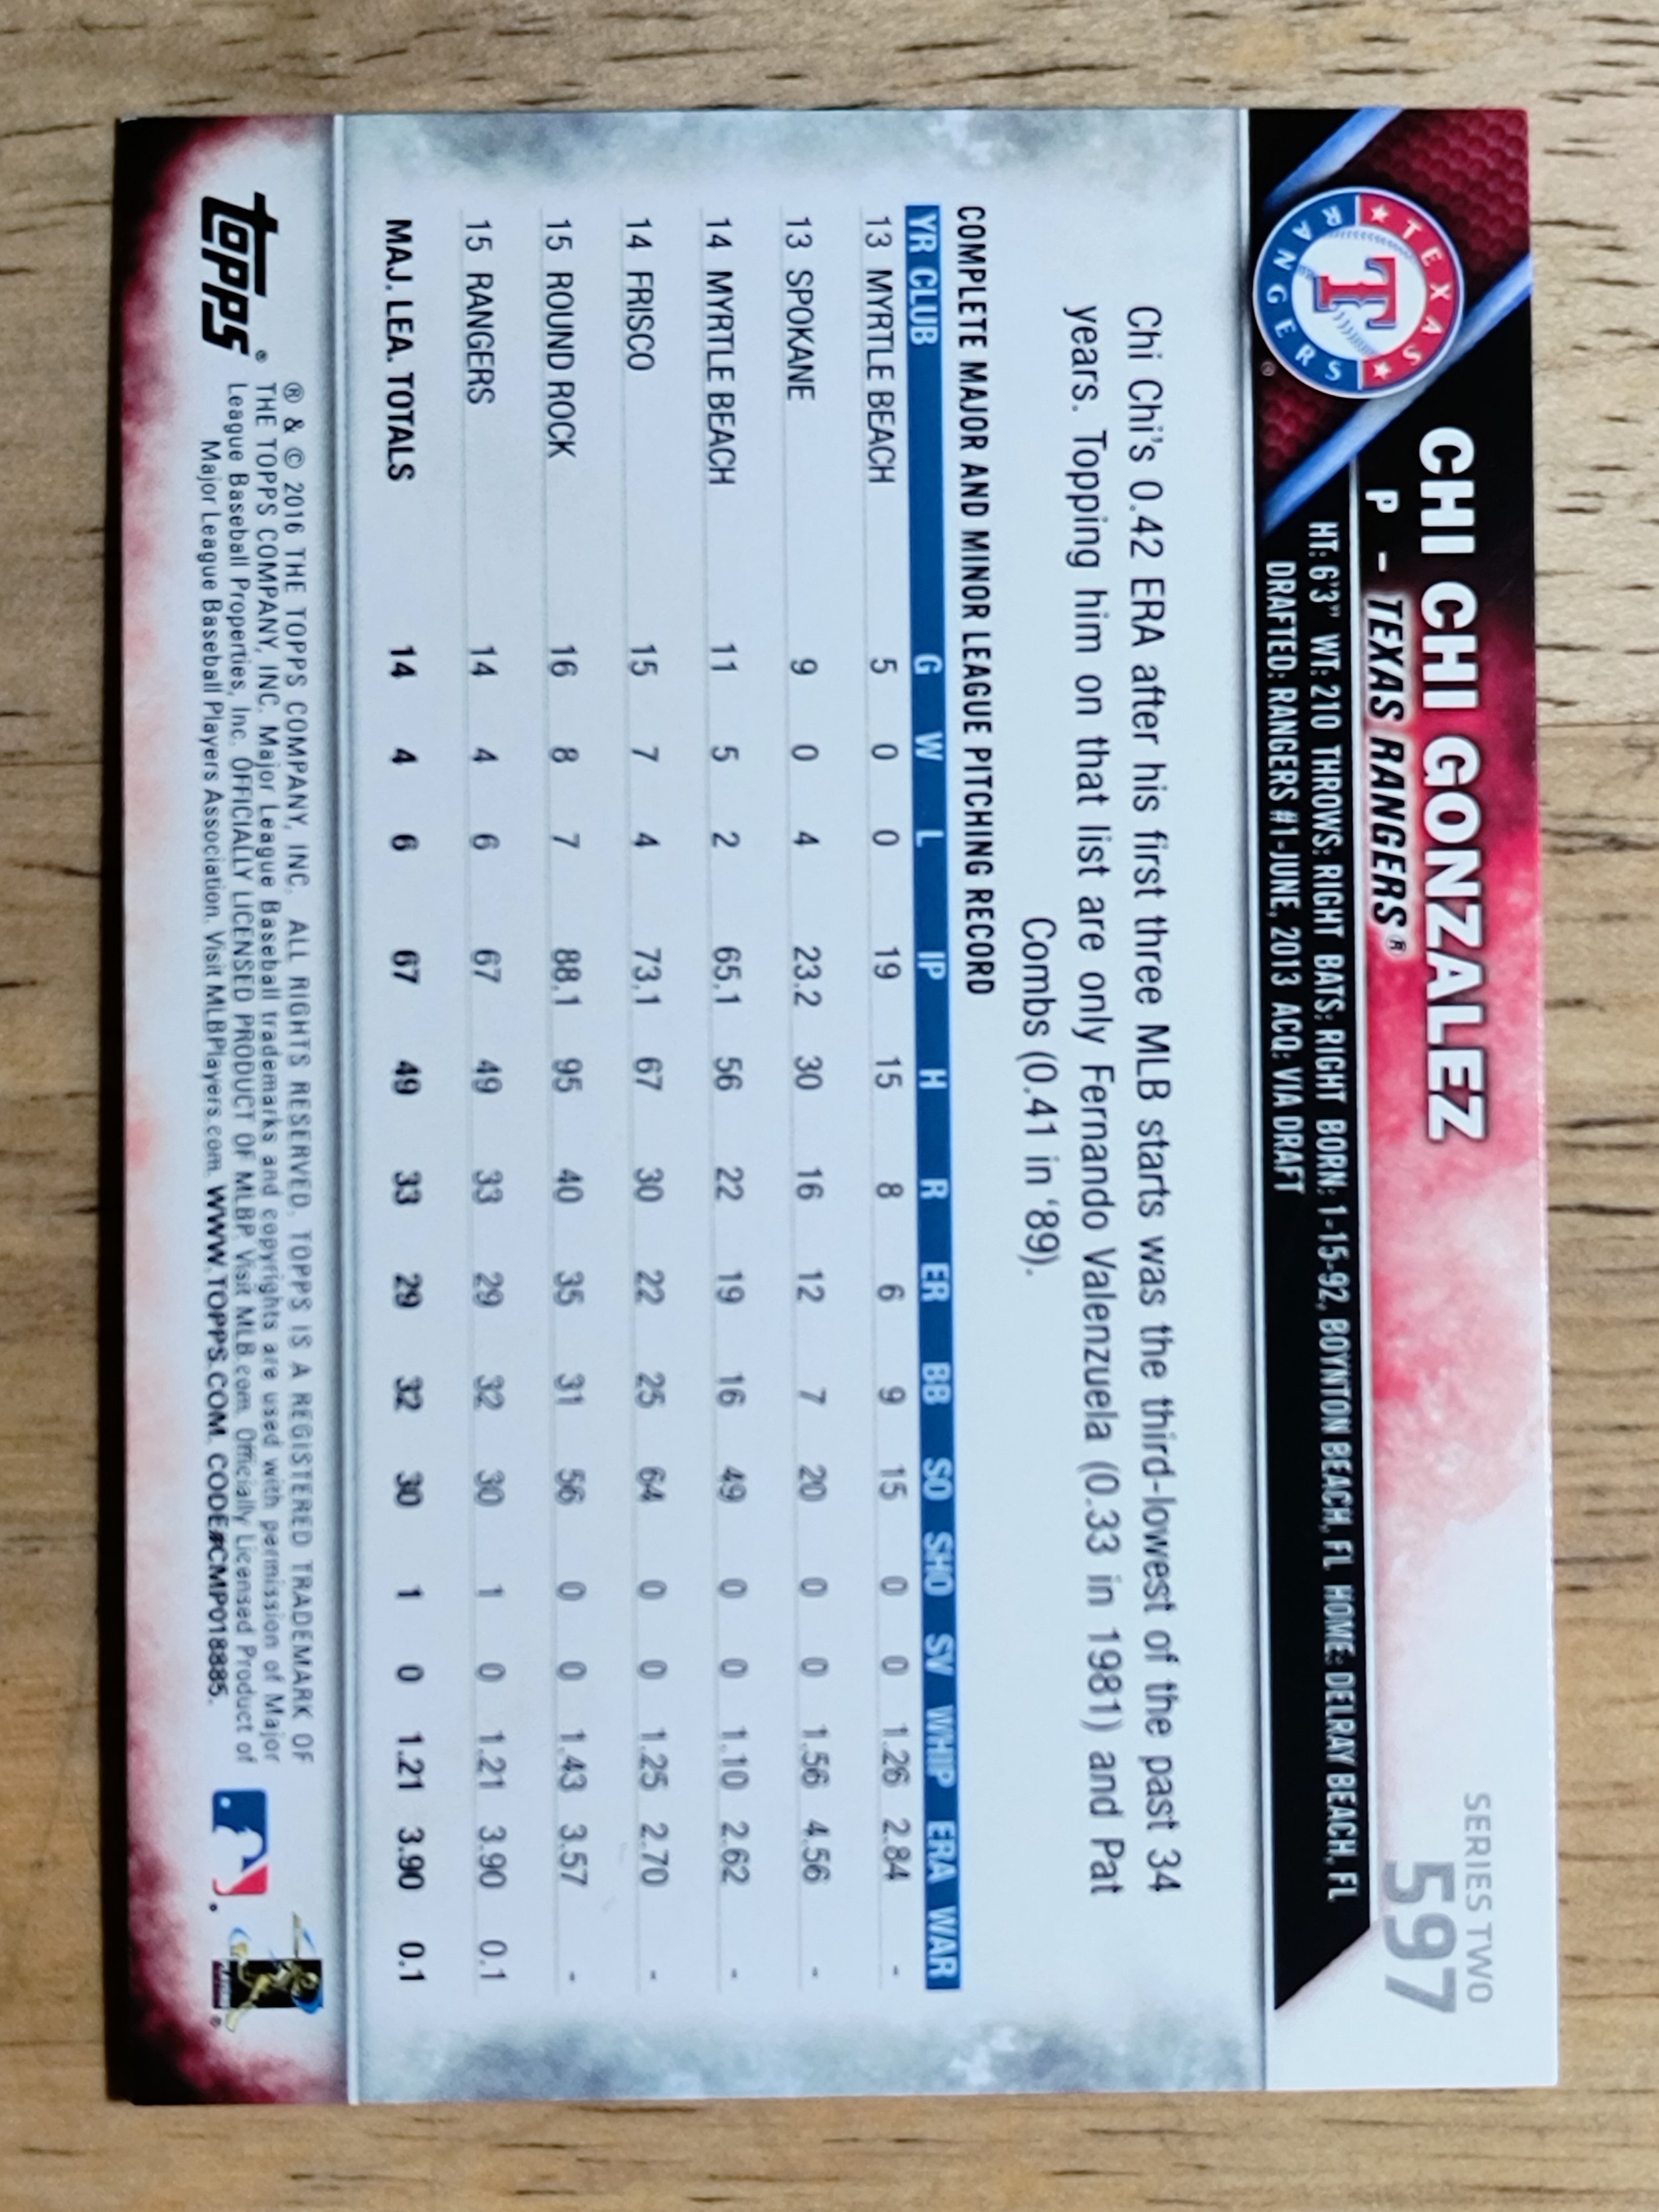 SERIES TWO
597
CHI CHI GONZALEZ
P - TEXAS RANGERS®
TEXAS RANGERS ®
T
HT: 6'3" WT: 210 THROWS: RIGHT BATS: RIGHT BORN: 1-15-92, BOYNTON BEACH, FL HOME: DELRAY BEACH, FL
DRAFTED: RANGERS #1-JUNE, 2013 ACQ: VIA DRAFT
Chi Chi's 0.42 ERA after his first three MLB starts was the third-lowest of the past 34
years. Topping him on that list are only Fernando Valenzuela (0.33 in 1981) and Pat
Combs (0.41 in '89).
COMPLETE MAJOR AND MINOR LEAGUE PITCHING RECORD
YR CLUB G W L IP H R ER BB SO SHO SV WHIP ERA WAR
13 MYRTLE BEACH 5 0 0 19 15 8 6 9 15 0 0 1.26 2.84 -
13 SPOKANE 9 0 4 23.2 30 16 12 7 20 0 0 1.56 4.56 -
14 MYRTLE BEACH 11 5 2 65.1 56 22 19 16 49 0 0 1.10 2.62 -
14 FRISCO 15 7 4 73.1 67 30 22 25 64 0 0 1.25 2.70 -
15 ROUND ROCK 16 8 7 88.1 95 40 35 31 56 0 0 1.43 3.57 -
15 RANGERS 14 4 6 67 49 33 29 32 30 1 0 1.21 3.90 0.1
MAJ. LEA. TOTALS 14 4 6 67 49 33 29 32 30 1 0 1.21 3.90 0.1
topps®
® & © 2016 THE TOPPS COMPANY, INC. ALL RIGHTS RESERVED. TOPPS IS A REGISTERED TRADEMARK OF
THE TOPPS COMPANY, INC. Major League Baseball trademarks and copyrights are used with permission of Major
League Baseball Properties, Inc. OFFICIALLY LICENSED PRODUCT OF MLBP. Visit MLB.com. Officially Licensed Product of
Major League Baseball Players Association. Visit MLBPlayers.com. WWW.TOPPS.COM. CODE#CMP018885.